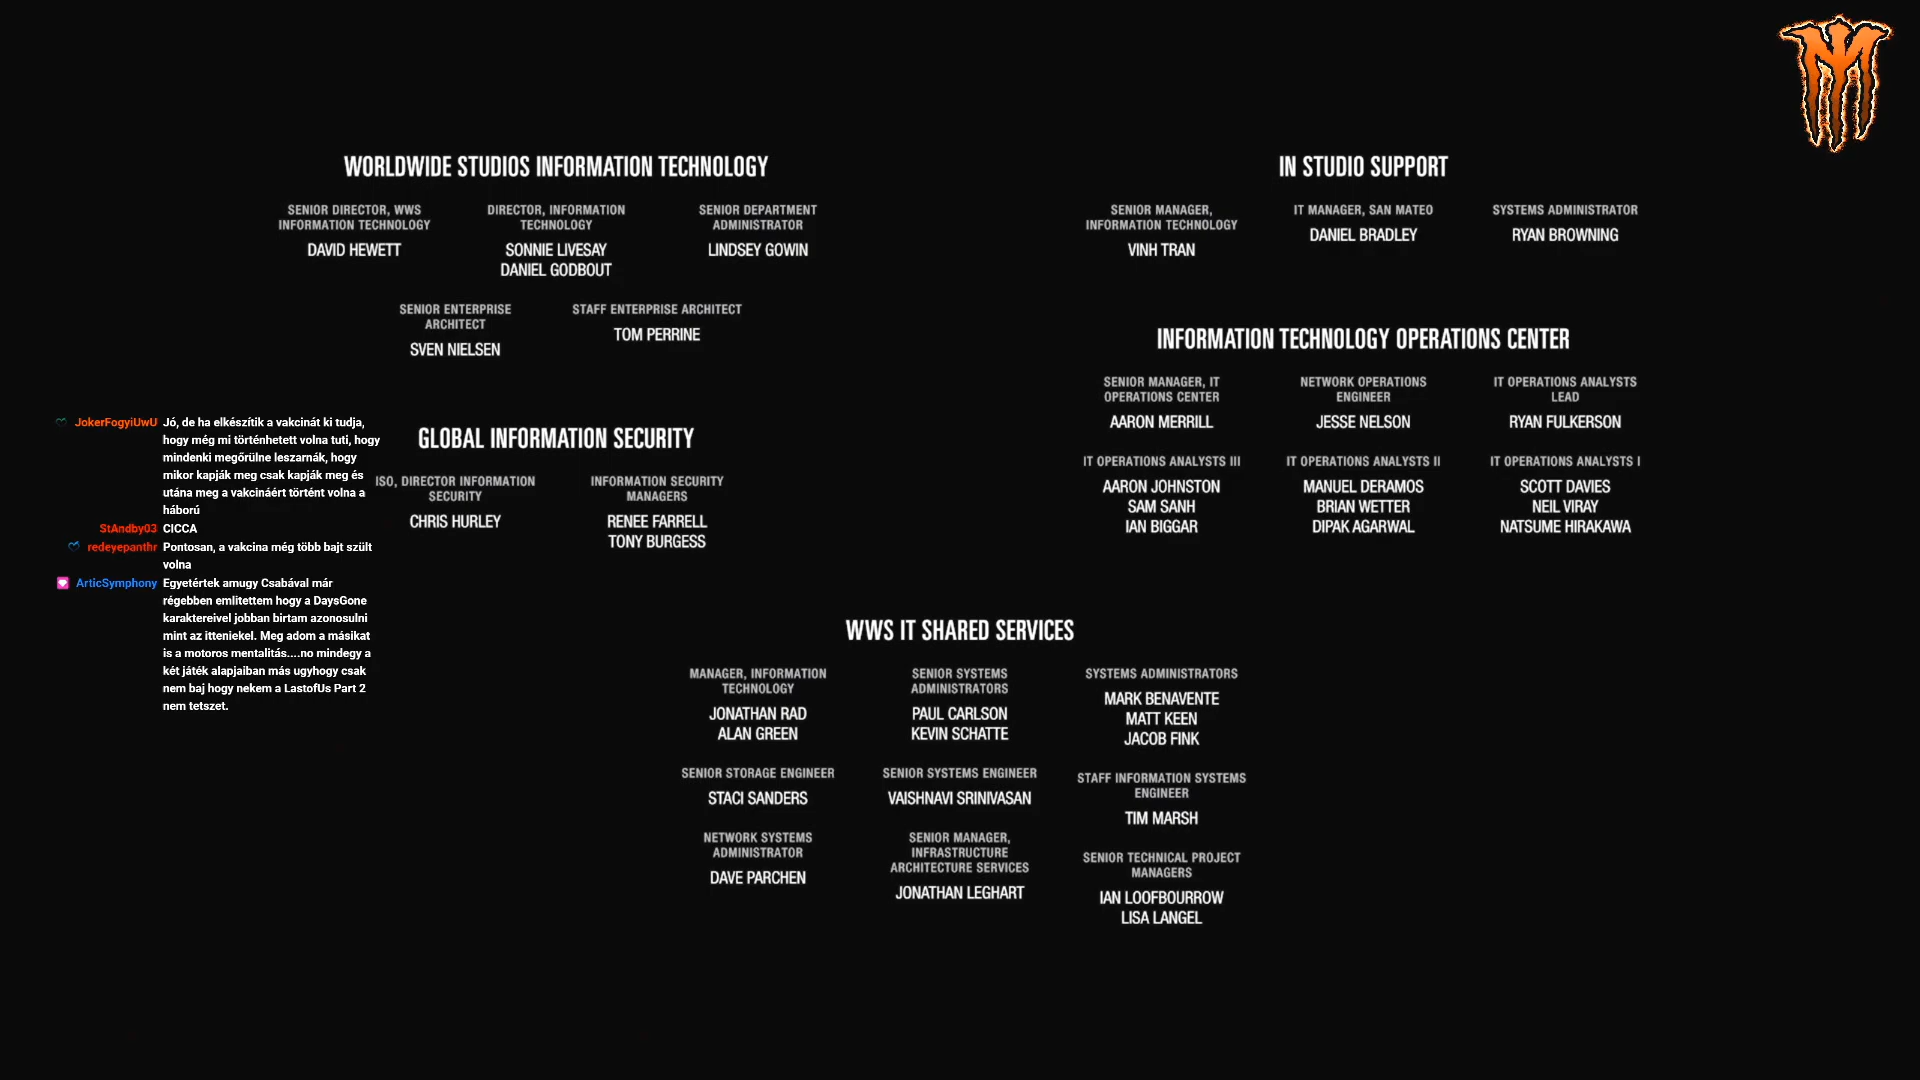 WORLDWIDE STUDIOS INFORMATION TECHNOLOGY
SENIOR DIRECTOR, WWS
INFORMATION TECHNOLOGY
DAVID HEWETT
DIRECTOR, INFORMATION
TECHNOLOGY
SONNIE LIVESAY
DANIEL GODBOUT
SENIOR DEPARTMENT
ADMINISTRATOR
LINDSEY GOWIN
SENIOR ENTERPRISE
ARCHITECT
SVEN NIELSEN
STAFF ENTERPRISE ARCHITECT
TOM PERRINE
IN STUDIO SUPPORT
SENIOR MANAGER,
INFORMATION TECHNOLOGY
VINH TRAN
IT MANAGER, SAN MATEO
DANIEL BRADLEY
SYSTEMS ADMINISTRATOR
RYAN BROWNING
INFORMATION TECHNOLOGY OPERATIONS CENTER
SENIOR MANAGER, IT
OPERATIONS CENTER
AARON MERRILL
NETWORK OPERATIONS
ENGINEER
JESSE NELSON
IT OPERATIONS ANALYSTS
LEAD
RYAN FULKERSON
IT OPERATIONS ANALYSTS III
AARON JOHNSTON
SAM SANH
IAN BIGGAR
IT OPERATIONS ANALYSTS II
MANUEL DERAMOS
BRIAN WETTER
DIPAK AGARWAL
IT OPERATIONS ANALYSTS I
SCOTT DAVIES
NEIL VIRAY
NATSUME HIRAKAWA
GLOBAL INFORMATION SECURITY
ISO, DIRECTOR INFORMATION
SECURITY
CHRIS HURLEY
INFORMATION SECURITY
MANAGERS
RENEE FARRELL
TONY BURGESS
JokerFogyiUwU Jó, de ha elkészítik a vakcinát ki tudja,
hogy még mi történhetett volna tuti, hogy
mindenki megőrülne leszarnák, hogy
mikor kapják meg csak kapják meg és
utána meg a vakcináért történt volna a
háború
StAndby03 CICCA
redeyepanthr Pontosan, a vakcina még több bajt szült
volna
ArticSymphony Egyetértek amugy Csabával már
régebben emlitettem hogy a DaysGone
karaktereivel jobban birtam azonosulni
mint az itteniekel. Meg adom a másikat
is a motoros mentalitás....no mindegy a
két játék alapjaiban más ugyhogy csak
nem baj hogy nekem a LastofUs Part 2
nem tetszet.
WWS IT SHARED SERVICES
MANAGER, INFORMATION
TECHNOLOGY
JONATHAN RAD
ALAN GREEN
SENIOR SYSTEMS
ADMINISTRATORS
PAUL CARLSON
KEVIN SCHATTE
SYSTEMS ADMINISTRATORS
MARK BENAVENTE
MATT KEEN
JACOB FINK
SENIOR STORAGE ENGINEER
STACI SANDERS
SENIOR SYSTEMS ENGINEER
VAISHNAVI SRINIVASAN
STAFF INFORMATION SYSTEMS
ENGINEER
TIM MARSH
NETWORK SYSTEMS
ADMINISTRATOR
DAVE PARCHEN
SENIOR MANAGER,
INFRASTRUCTURE
ARCHITECTURE SERVICES
JONATHAN LEGHART
SENIOR TECHNICAL PROJECT
MANAGERS
IAN LOOFBOURROW
LISA LANGEL